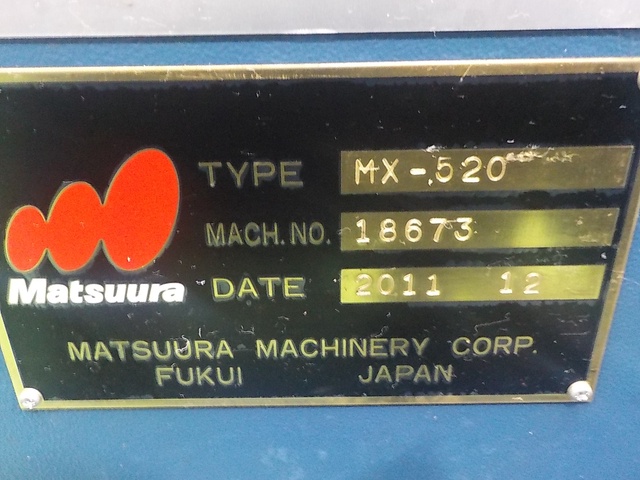 TYPE MX-520
MACH.NO. 18673
Matsuura
DATE 2011 12
MATSUURA MACHINERY CORP.
FUKUI JAPAN